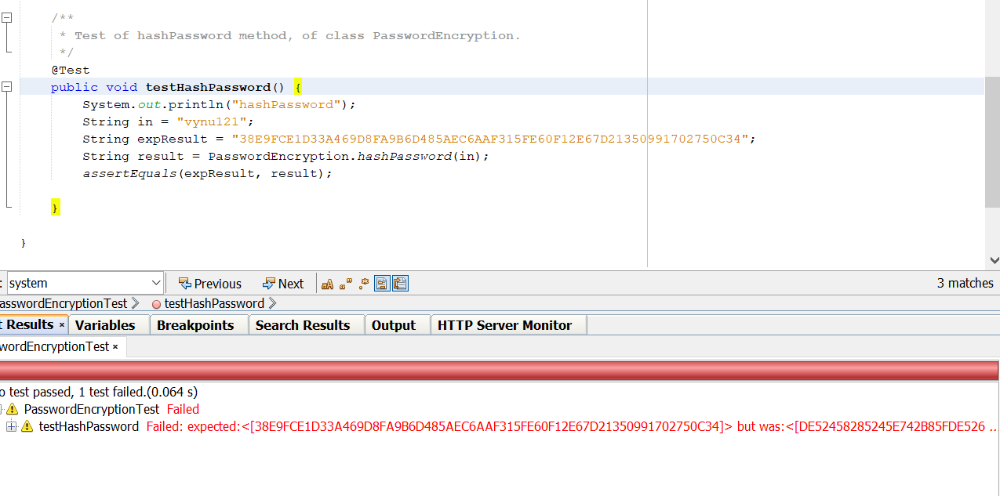 /**
* Test of hashPassword method, of class PasswordEncryption.
*/
@Test
public void testHashPassword() {
System.out.println("hashPassword");
String in = "vynu121";
String expResult = "38E9FCE1D33A469D8FA9B6D485AEC6AAF315FE60F12E67D21350991702750C34";
String result = PasswordEncryption.hashPassword(in);
assertEquals(expResult, result);
}
}
: system Previous Next 3 matches
asswordEncryptionTest testHashPassword
t Results × Variables Breakpoints Search Results Output HTTP Server Monitor
wordEncryptionTest ×
o test passed, 1 test failed.(0.064 s)
PasswordEncryptionTest Failed
testHashPassword Failed: expected:<[38E9FCE1D33A469D8FA9B6D485AEC6AAF315FE60F12E67D21350991702750C34]> but was:<[DE52458285245E742B85FDE526 ...